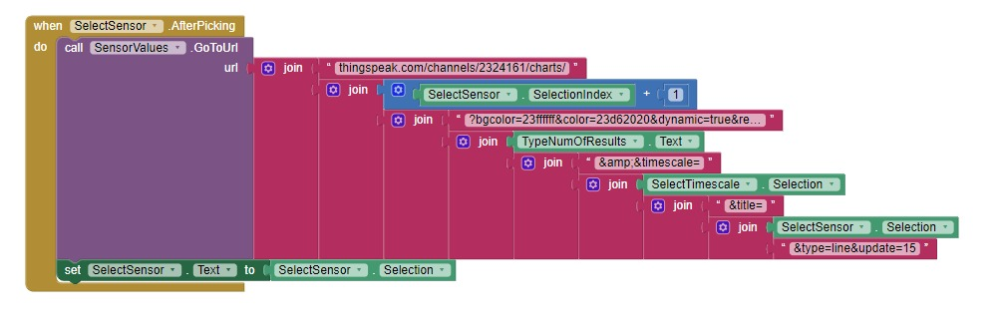 when SelectSensor .AfterPicking
do call SensorValues .GoToUrl
url join “ thingspeak.com/channels/2324161/charts/ ”
join SelectSensor . SelectionIndex + 1
join “ ?bgcolor=23ffffff&color=23d62020&dynamic=true&re... ”
join TypeNumOfResults . Text
join “ &amp;&timescale= ”
join SelectTimescale . Selection
join “ &title= ”
join SelectSensor . Selection
“ &type=line&update=15 ”
set SelectSensor . Text to SelectSensor . Selection